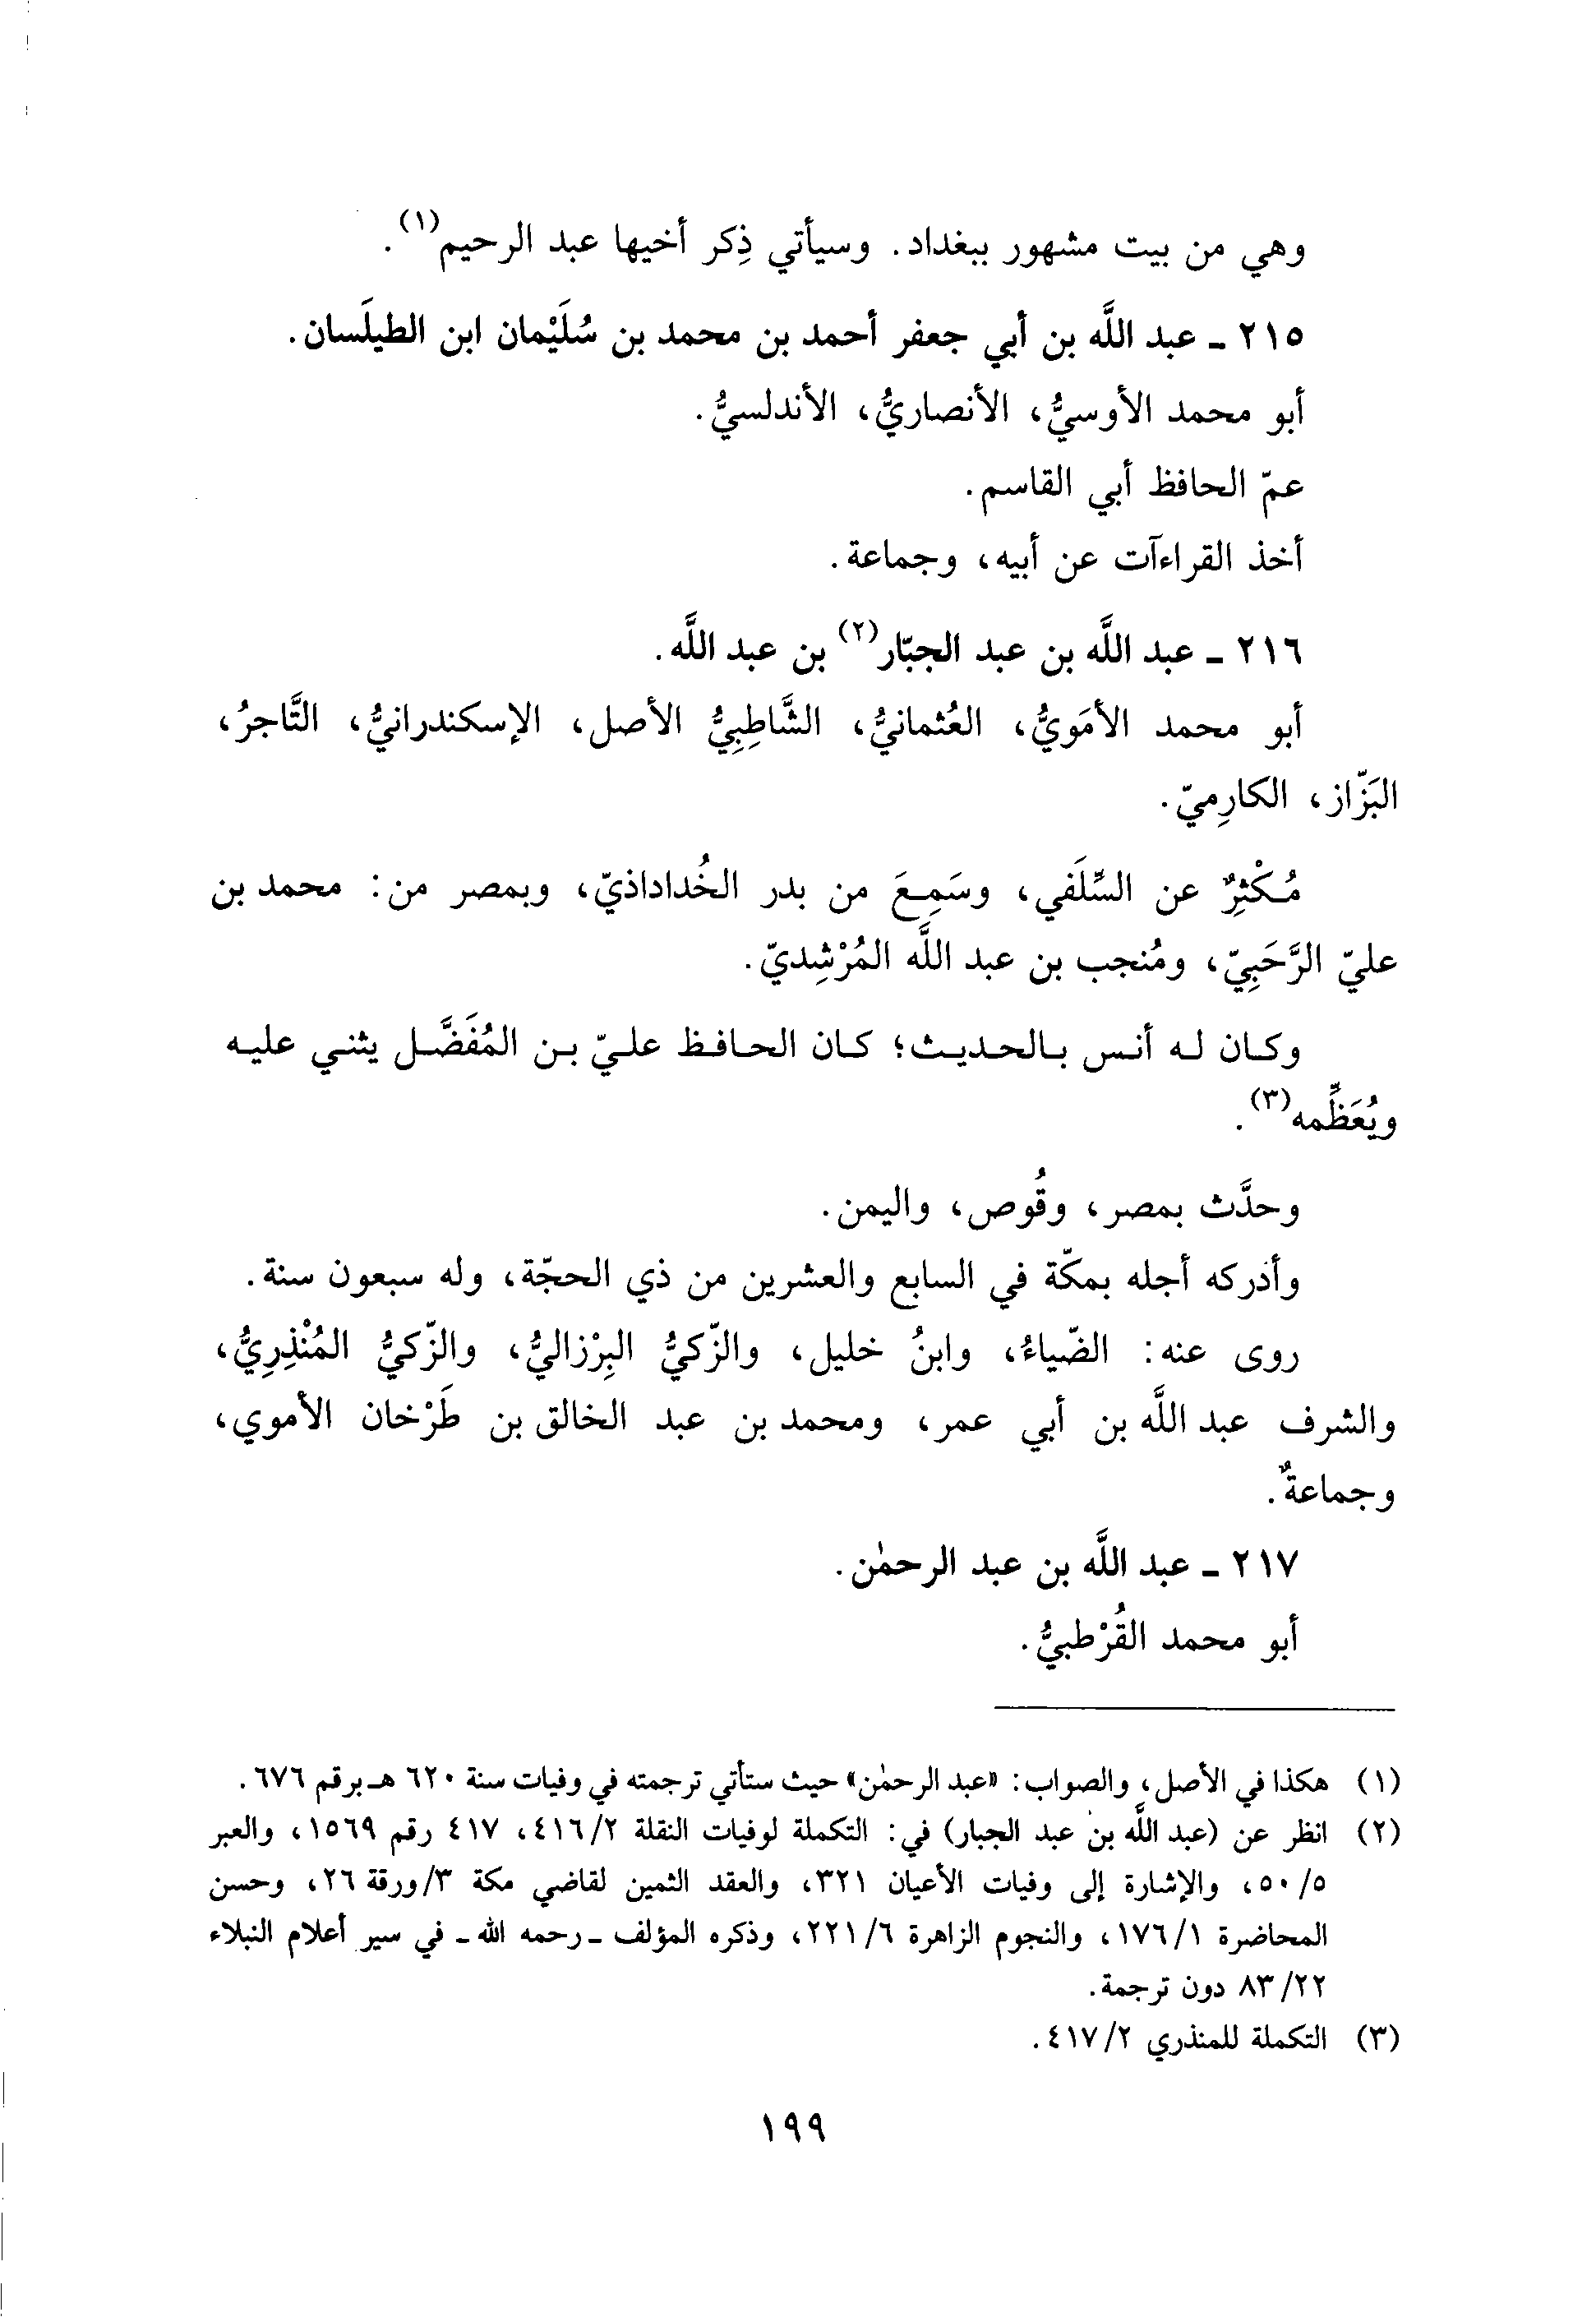 وهي من بيت مشهور ببغداد. وسيأتي ذِكر أخيها عبد الرحيم(١).
٢١٥ ـ عبد اللَّه بن أبي جعفر أحمد بن محمد بن سُلَيْمان ابن الطيلَسان.
أبو محمد الأوسيُّ، الأنصاريُّ، الأندلسيُّ.
عمّ الحافظ أبي القاسم.
أخذ القراءآت عن أبيه، وجماعة.
٢١٦ ـ عبد اللَّه بن عبد الجبّار(٢) بن عبد اللَّه.
أبو محمد الأمَويُّ، العُثمانيُّ، الشَّاطِبِيُّ الأصل، الإسكندرانيُّ، التَّاجرُ،
البَزّاز، الكارِميّ.
مُكْثِرٌ عن السِّلَفي، وسَمِعَ من بدر الخُداداذيّ، وبمصر من: محمد بن
عليّ الرَّحَبِيّ، ومُنجب بن عبد اللَّه المُرْشِديّ.
وكان له أنس بالحديث؛ كان الحافظ عليّ بن المُفَضَّل يثني عليه
ويُعَظِّمه(٣).
وحدَّث بمصر، وقُوص، واليمن.
وأدركه أجله بمكّة في السابع والعشرين من ذي الحجّة، وله سبعون سنة.
روى عنه: الضّياءُ، وابنُ خليل، والزّكيُّ البِرْزاليُّ، والزّكيُّ المُنْذِرِيُّ،
والشرف عبد اللَّه بن أبي عمر، ومحمد بن عبد الخالق بن طَرْخان الأموي،
وجماعةٌ.
٢١٧ ـ عبد اللَّه بن عبد الرحمٰن.
أبو محمد القُرْطبيُّ.
(١) هكذا في الأصل، والصواب: «عبد الرحمٰن» حيث ستأتي ترجمته في وفيات سنة ٦٢٠ هـ برقم ٦٧٦.
(٢) انظر عن (عبد اللَّه بن عبد الجبار) في: التكملة لوفيات النقلة ٤١٦/٢، ٤١٧ رقم ١٥٦٩، والعبر
٥٠/٥، والإشارة إلى وفيات الأعيان ٣٢١، والعقد الثمين لقاضي مكة ٣/ورقة ٢٦، وحسن
المحاضرة ١٧٦/١، والنجوم الزاهرة ٢٢١/٦، وذكره المؤلف ـ رحمه الله ـ في سير أعلام النبلاء
٨٣/٢٢ دون ترجمة.
(٣) التكملة للمنذري ٤١٧/٢.
١٩٩